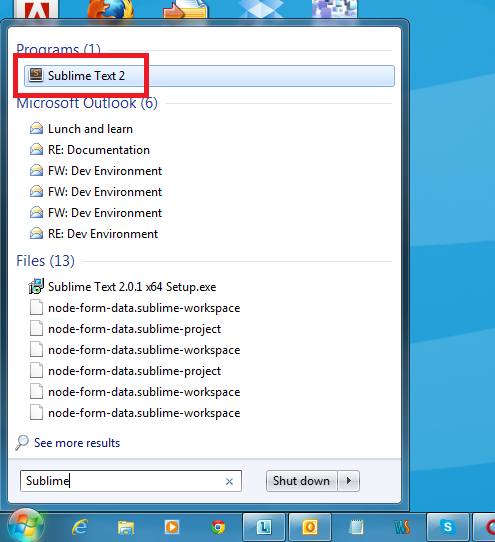 Programs (1)
Sublime Text 2
Microsoft Outlook (6)
Lunch and learn
RE: Documentation
FW: Dev Environment
FW: Dev Environment
FW: Dev Environment
RE: Dev Environment
Files (13)
Sublime Text 2.0.1 x64 Setup.exe
node-form-data.sublime-workspace
node-form-data.sublime-project
node-form-data.sublime-workspace
node-form-data.sublime-project
node-form-data.sublime-workspace
node-form-data.sublime-workspace
See more results
Sublime
Shut down